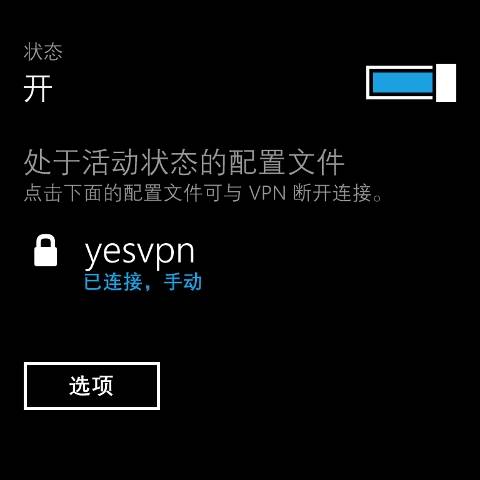 状态
开
处于活动状态的配置文件
点击下面的配置文件可与 VPN 断开连接。
yesvpn
已连接，手动
选项